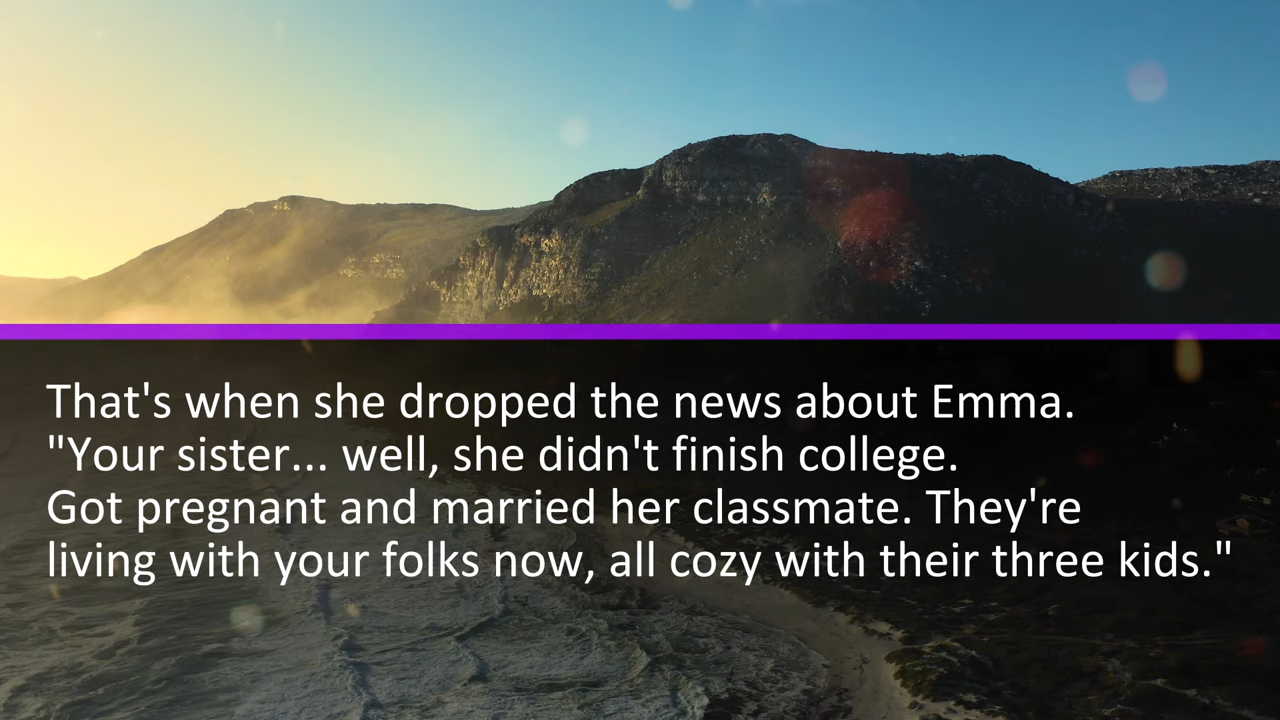 That's when she dropped the news about Emma.
"Your sister... well, she didn't finish college.
Got pregnant and married her classmate. They're
living with your folks now, all cozy with their three kids."